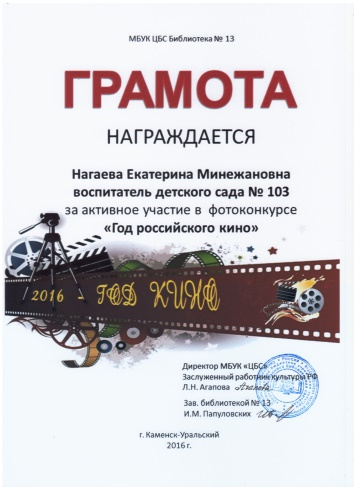 МБУК ЦБС Библиотека № 13
ГРАМОТА
НАГРАЖДАЕТСЯ
Нагаева Екатерина Минежановна
воспитатель детского сада № 103
за активное участие в фотоконкурсе
«Год российского кино»
2016 - ГОД КИНО
Директор МБУК «ЦБС»
Заслуженный работник культуры РФ
Л.Н. Агапова
Зав. библиотекой № 13
И.М. Папуловских
г. Каменск-Уральский
2016 г.